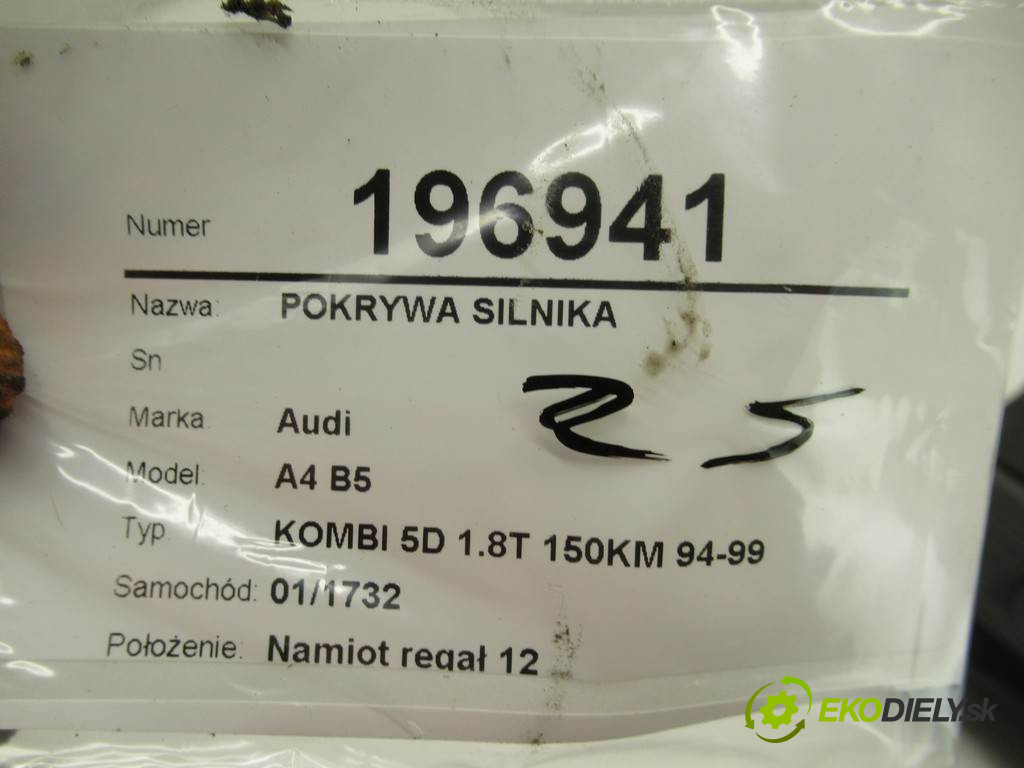 Numer 196941
Nazwa: POKRYWA SILNIKA
Sn
Marka: Audi
R5
Model: A4 B5
Typ: KOMBI 5D 1.8T 150KM 94-99
Samochód: 01/1732
Położenie: Namiot regał 12
EKODIELY.sk